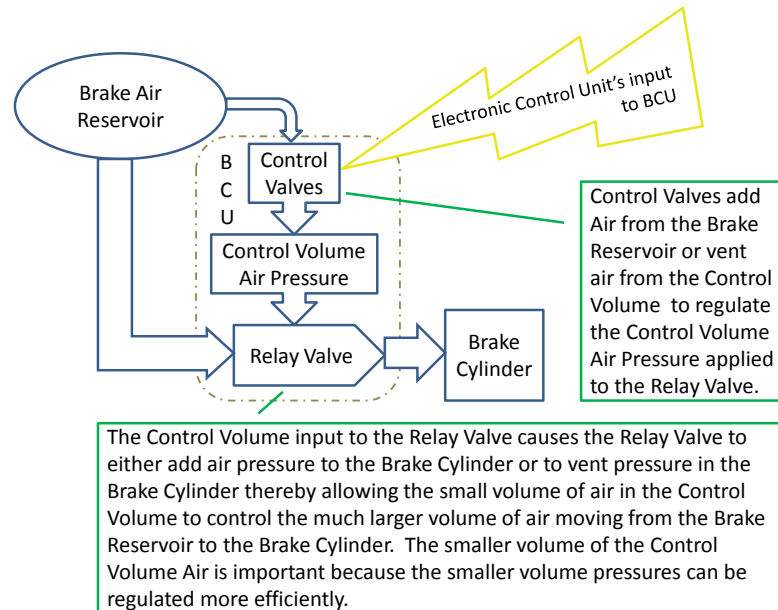 Brake Air
Reservoir
Electronic Control Unit's input
to BCU
B
C
U
Control
Valves
Control Volume
Air Pressure
Relay Valve
Brake
Cylinder
Control Valves add
Air from the Brake
Reservoir or vent
air from the Control
Volume to regulate
the Control Volume
Air Pressure applied
to the Relay Valve.
The Control Volume input to the Relay Valve causes the Relay Valve to
either add air pressure to the Brake Cylinder or to vent pressure in the
Brake Cylinder thereby allowing the small volume of air in the Control
Volume to control the much larger volume of air moving from the Brake
Reservoir to the Brake Cylinder. The smaller volume of the Control
Volume Air is important because the smaller volume pressures can be
regulated more efficiently.